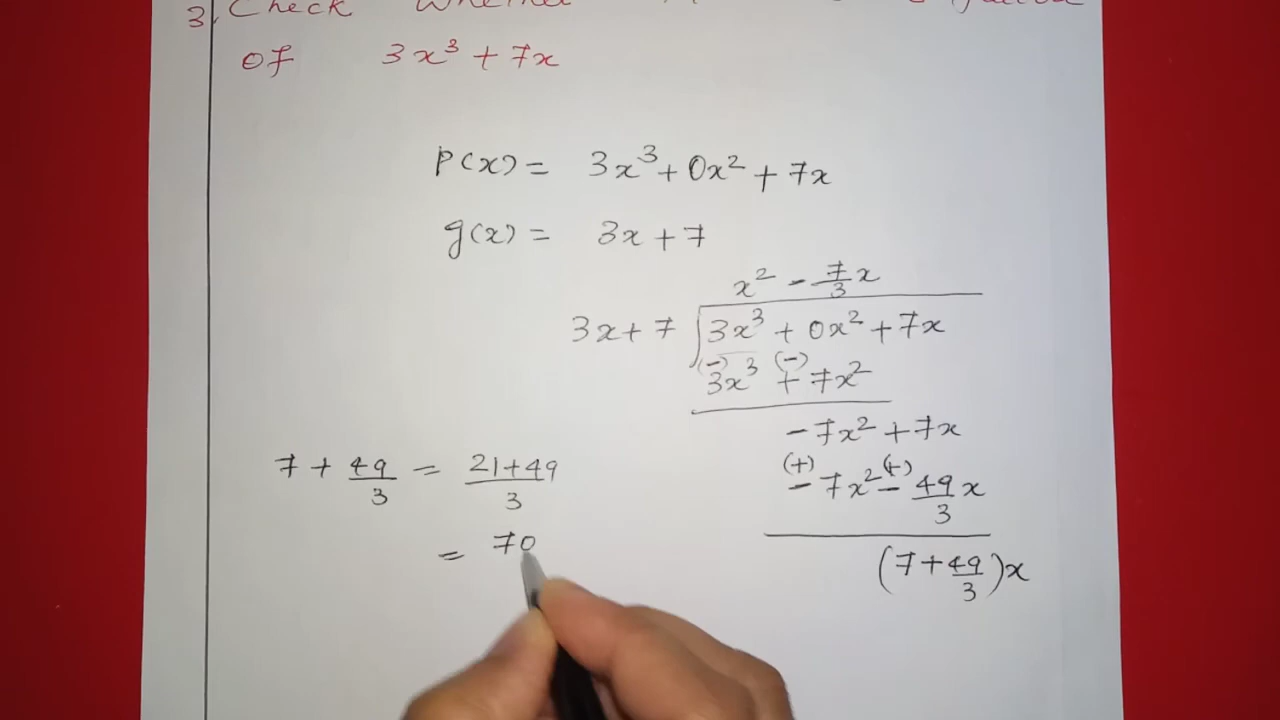 3. Check Whether
of 3x³ + 7x
P(x) = 3x³ + 0x² + 7x
g(x) = 3x + 7
x² - 7/3 x
3x + 7 3x³ + 0x² + 7x
(-) (-)
3x³ + 7x²
-7x² + 7x
(+) (+)
-7x² - 49/3 x
(7 + 49/3)x
7 + 49/3 = 21+49/3
= 70